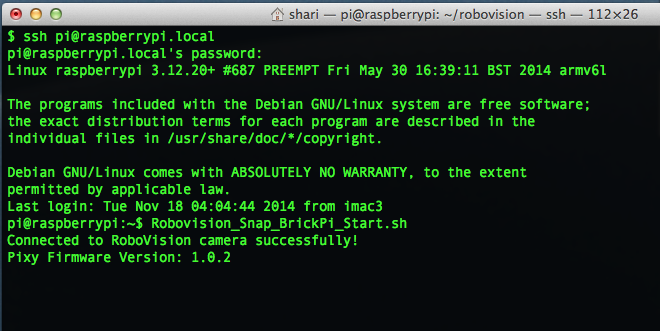 shari — pi@raspberrypi: ~/robovision — ssh — 112×26
$ ssh pi@raspberrypi.local
pi@raspberrypi.local's password:
Linux raspberrypi 3.12.20+ #687 PREEMPT Fri May 30 16:39:11 BST 2014 armv6l
The programs included with the Debian GNU/Linux system are free software;
the exact distribution terms for each program are described in the
individual files in /usr/share/doc/*/copyright.
Debian GNU/Linux comes with ABSOLUTELY NO WARRANTY, to the extent
permitted by applicable law.
Last login: Tue Nov 18 04:04:44 2014 from imac3
pi@raspberrypi:~$ Robovision_Snap_BrickPi_Start.sh
Connected to RoboVision camera successfully!
Pixy Firmware Version: 1.0.2